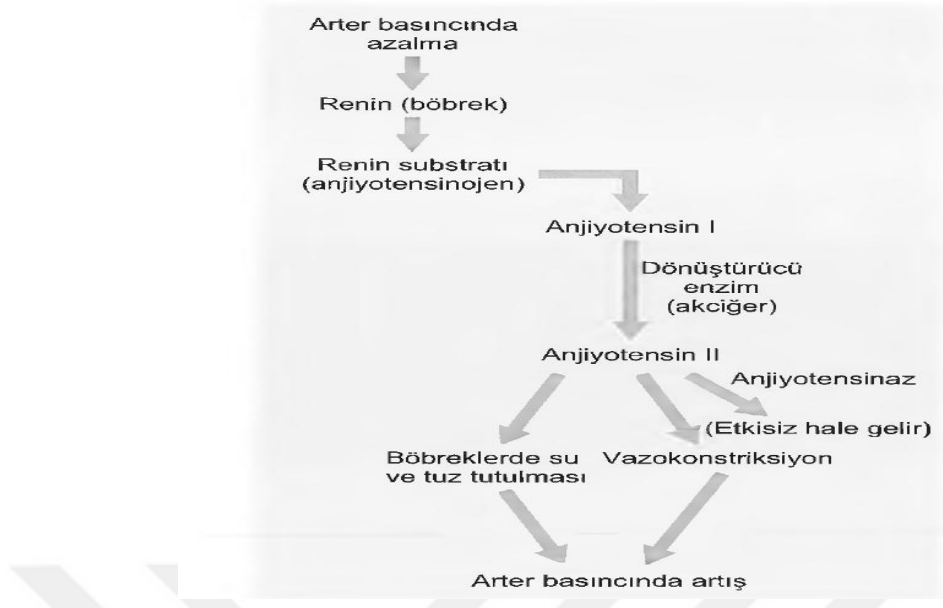 Arter basıncında
azalma
Renin (böbrek)
Renin substratı
(anjiyotensinojen)
Anjiyotensin I
Dönüştürücü
enzim
(akciğer)
Anjiyotensin II
Anjiyotensinaz
(Etkisiz hale gelir)
Böbreklerde su
ve tuz tutulması
Vazokonstriksiyon
Arter basıncında artış